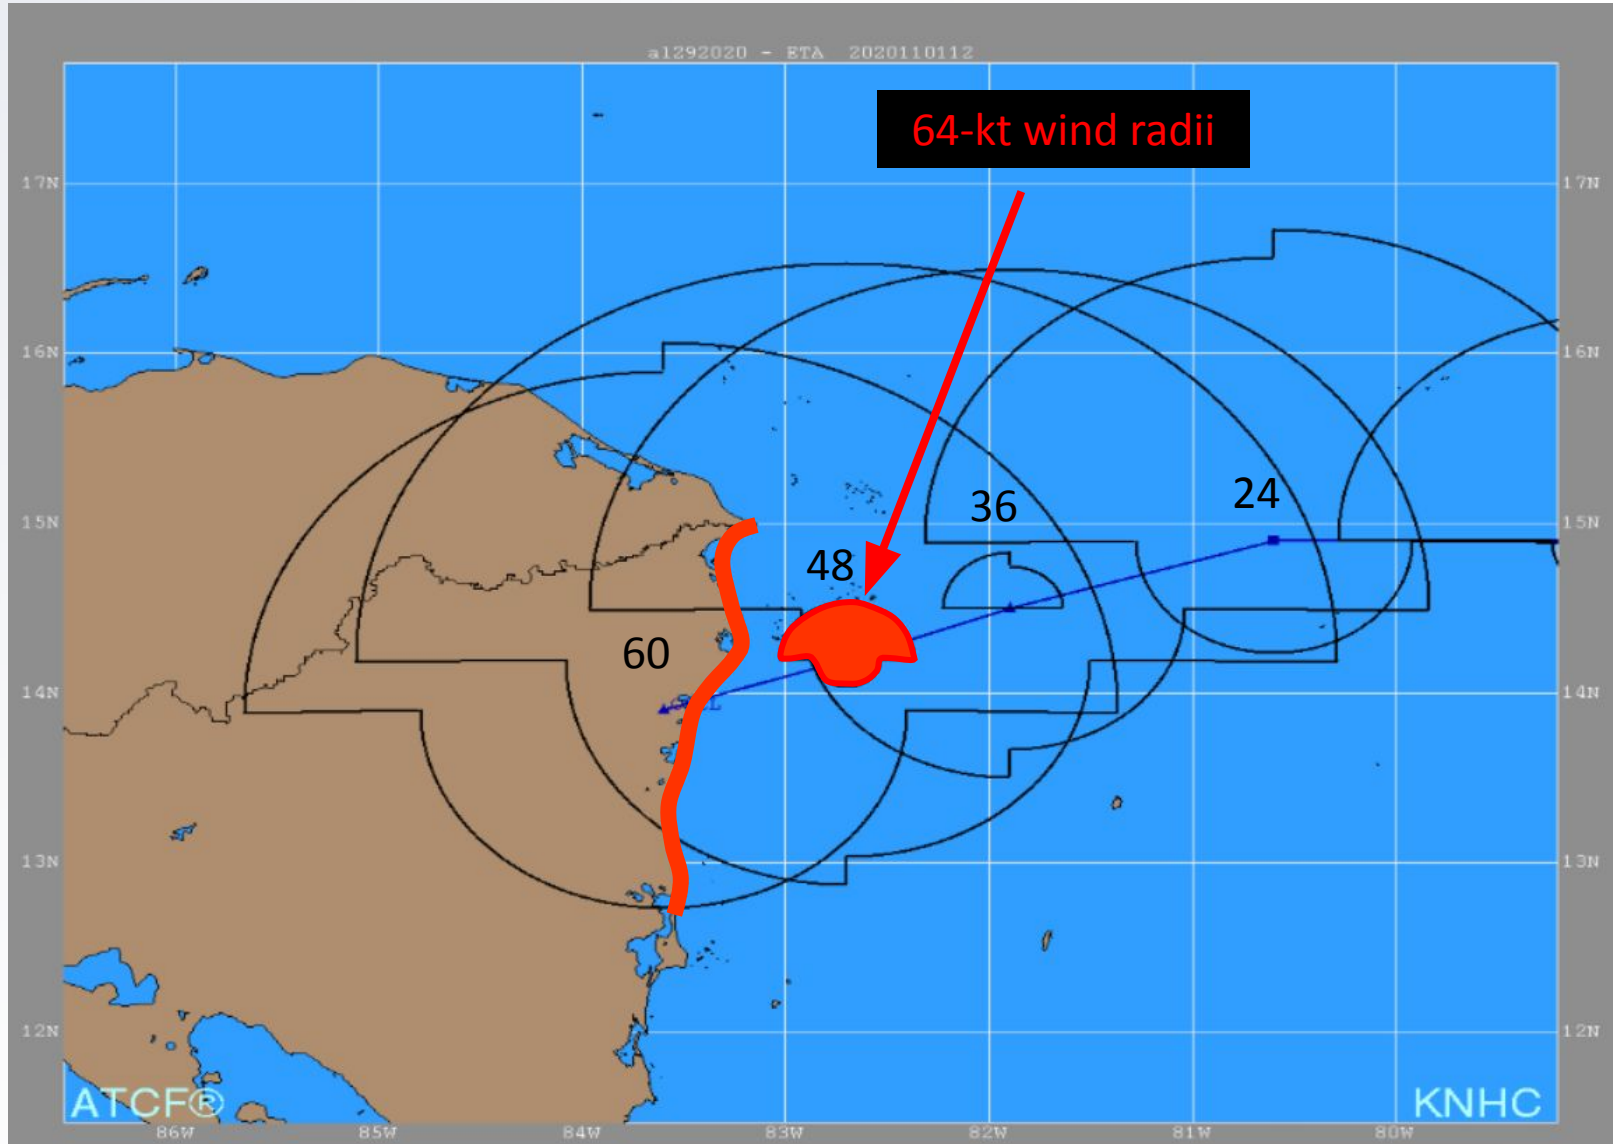 al292020 - ETA 2020110112
64-kt wind radii
17N 17N
16N 16N
15N 15N
24
36
48
60
14N 14N
13N 13N
12N 12N
ATCF® KNHC
86W 85W 84W 83W 82W 81W 80W